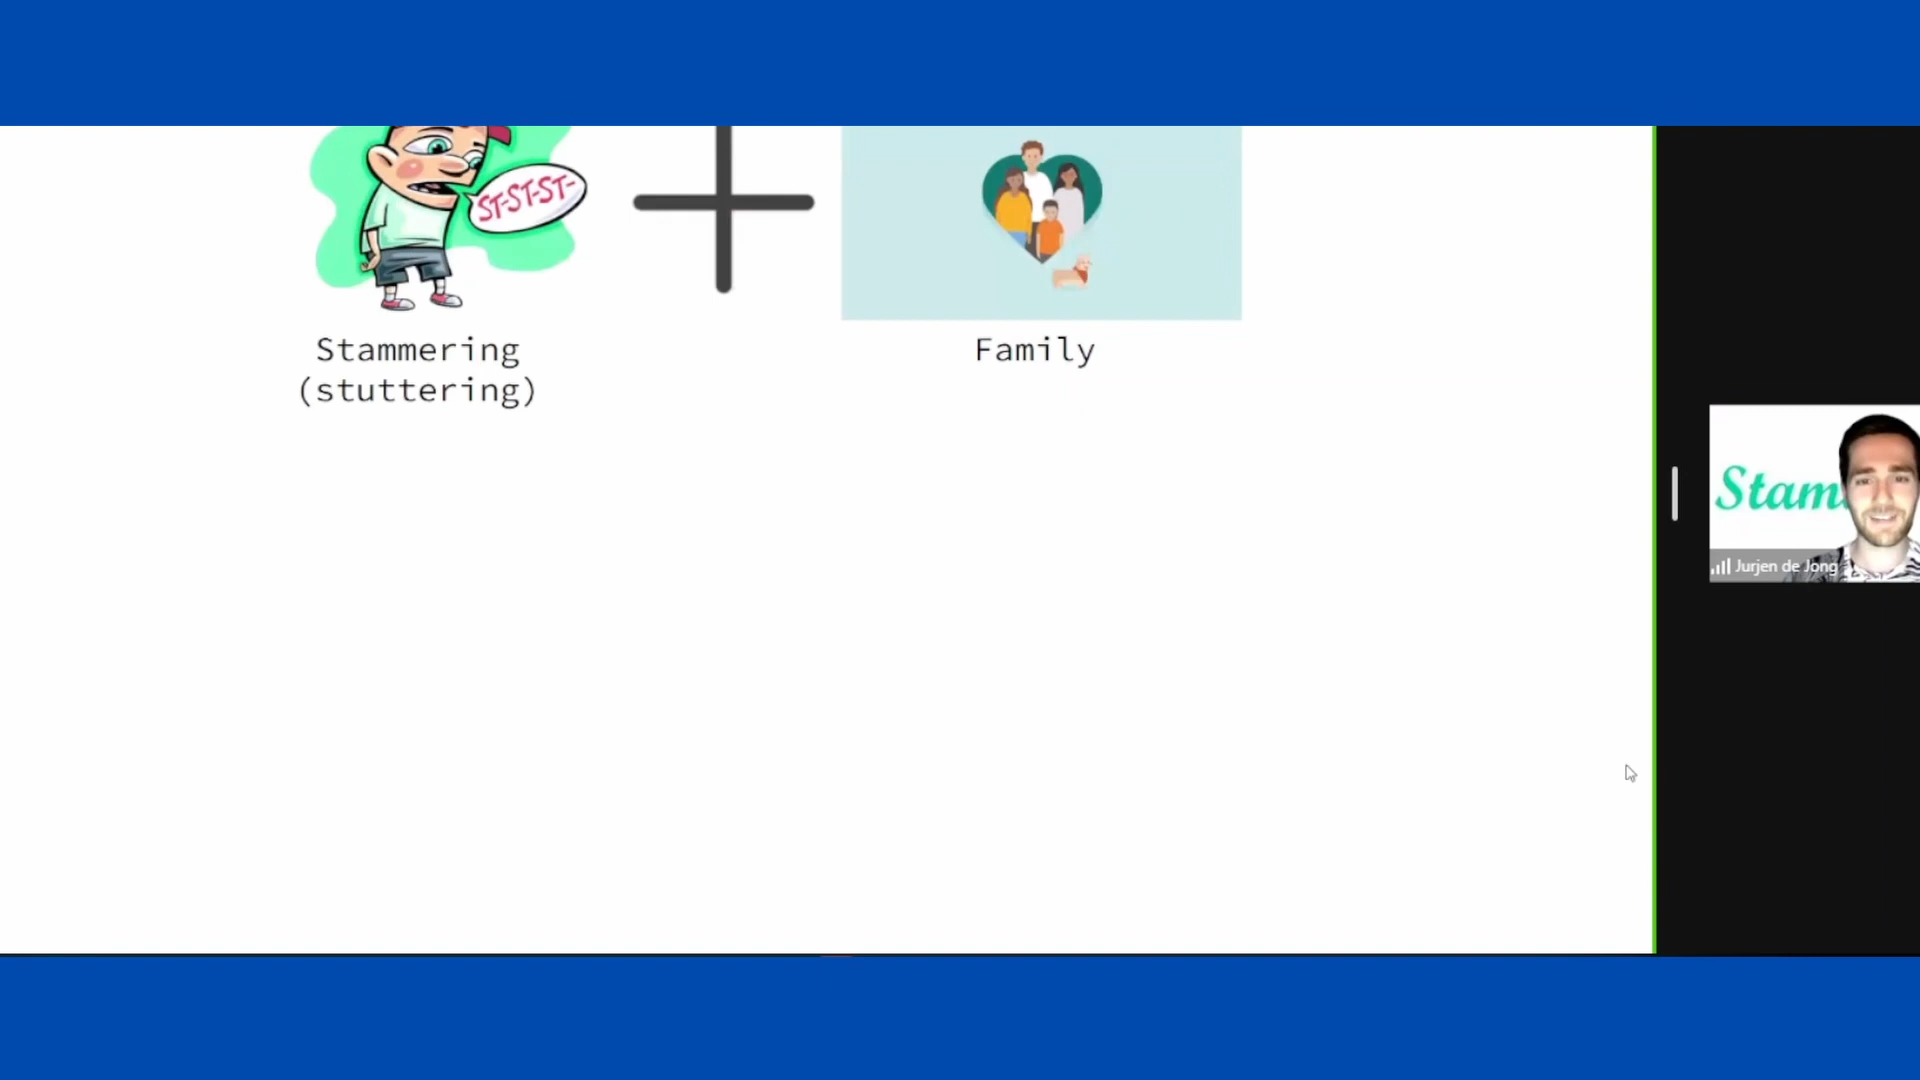 ST-ST-ST-
Stammering
(stuttering)
Family
Stam
Jurjen de Jong